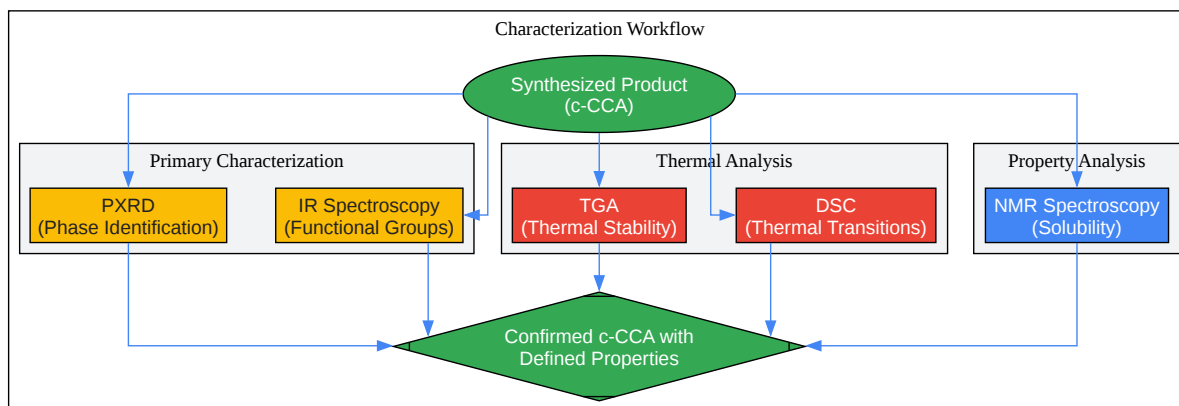 Characterization Workflow
Synthesized Product
(c-CCA)
Primary Characterization
Thermal Analysis
Property Analysis
PXRD
(Phase Identification)
IR Spectroscopy
(Functional Groups)
TGA
(Thermal Stability)
DSC
(Thermal Transitions)
NMR Spectroscopy
(Solubility)
Confirmed c-CCA with
Defined Properties